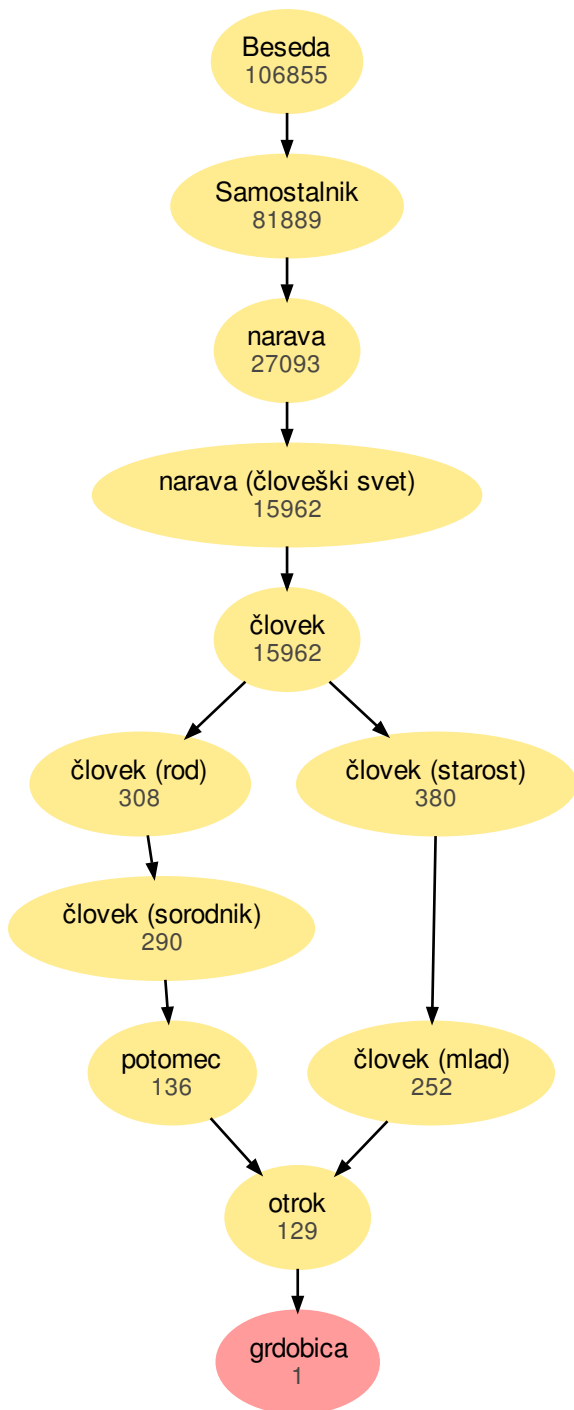 Beseda
106855
Samostalnik
81889
narava
27093
narava (človeški svet)
15962
človek
15962
človek (rod)
308
človek (starost)
380
človek (sorodnik)
290
potomec
136
človek (mlad)
252
otrok
129
grdobica
1